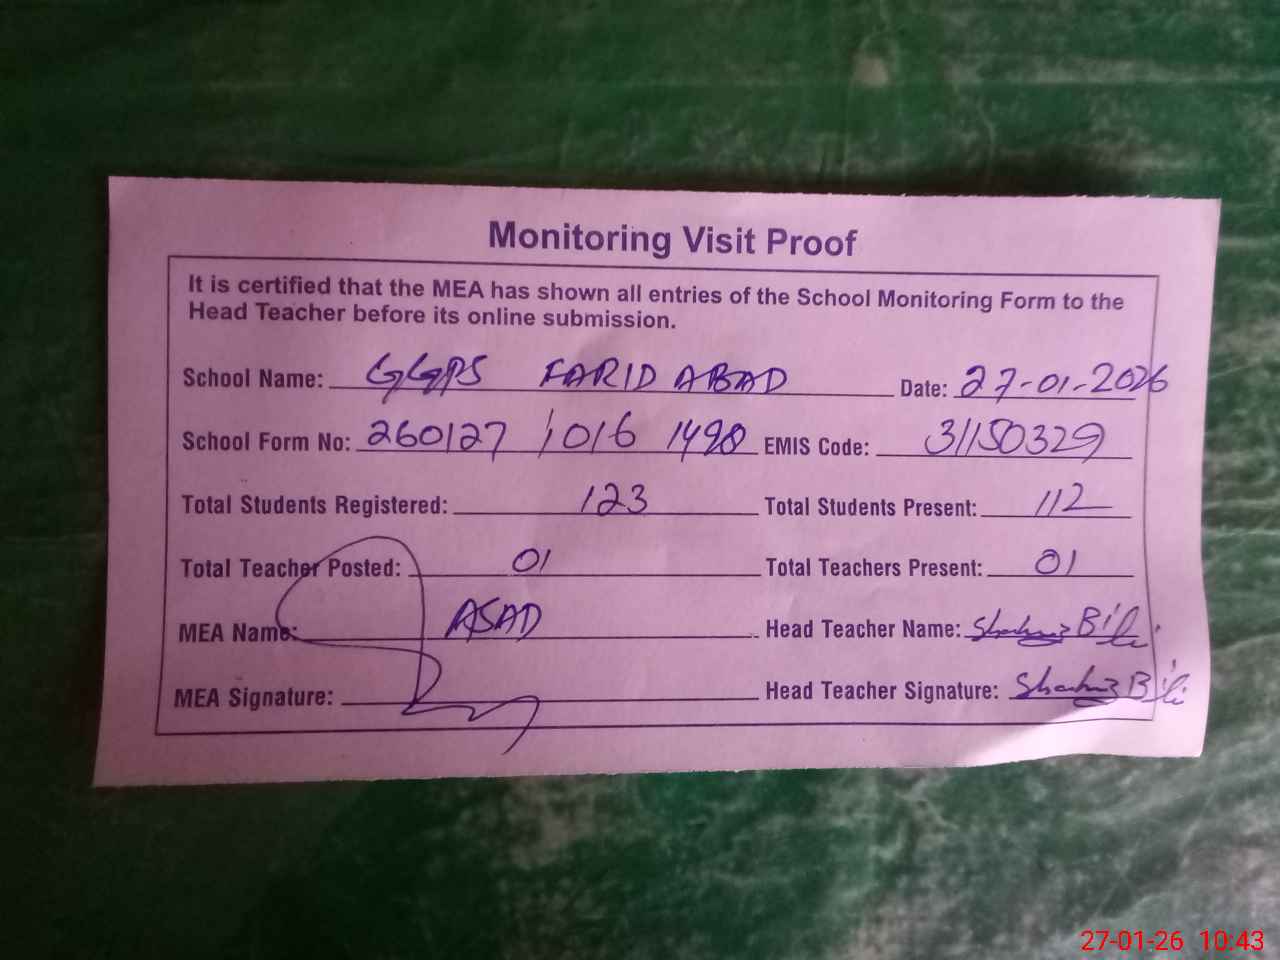 Monitoring Visit Proof
It is certified that the MEA has shown all entries of the School Monitoring Form to the
Head Teacher before its online submission.
School Name: GGPS FARID ABAD Date: 27-01-2026
School Form No: 260127 1016 1498 EMIS Code: 31150329
Total Students Registered: 123 Total Students Present: 112
Total Teacher Posted: 01 Total Teachers Present: 01
MEA Name: ASAD Head Teacher Name:
MEA Signature: Head Teacher Signature:
27-01-26 10:43